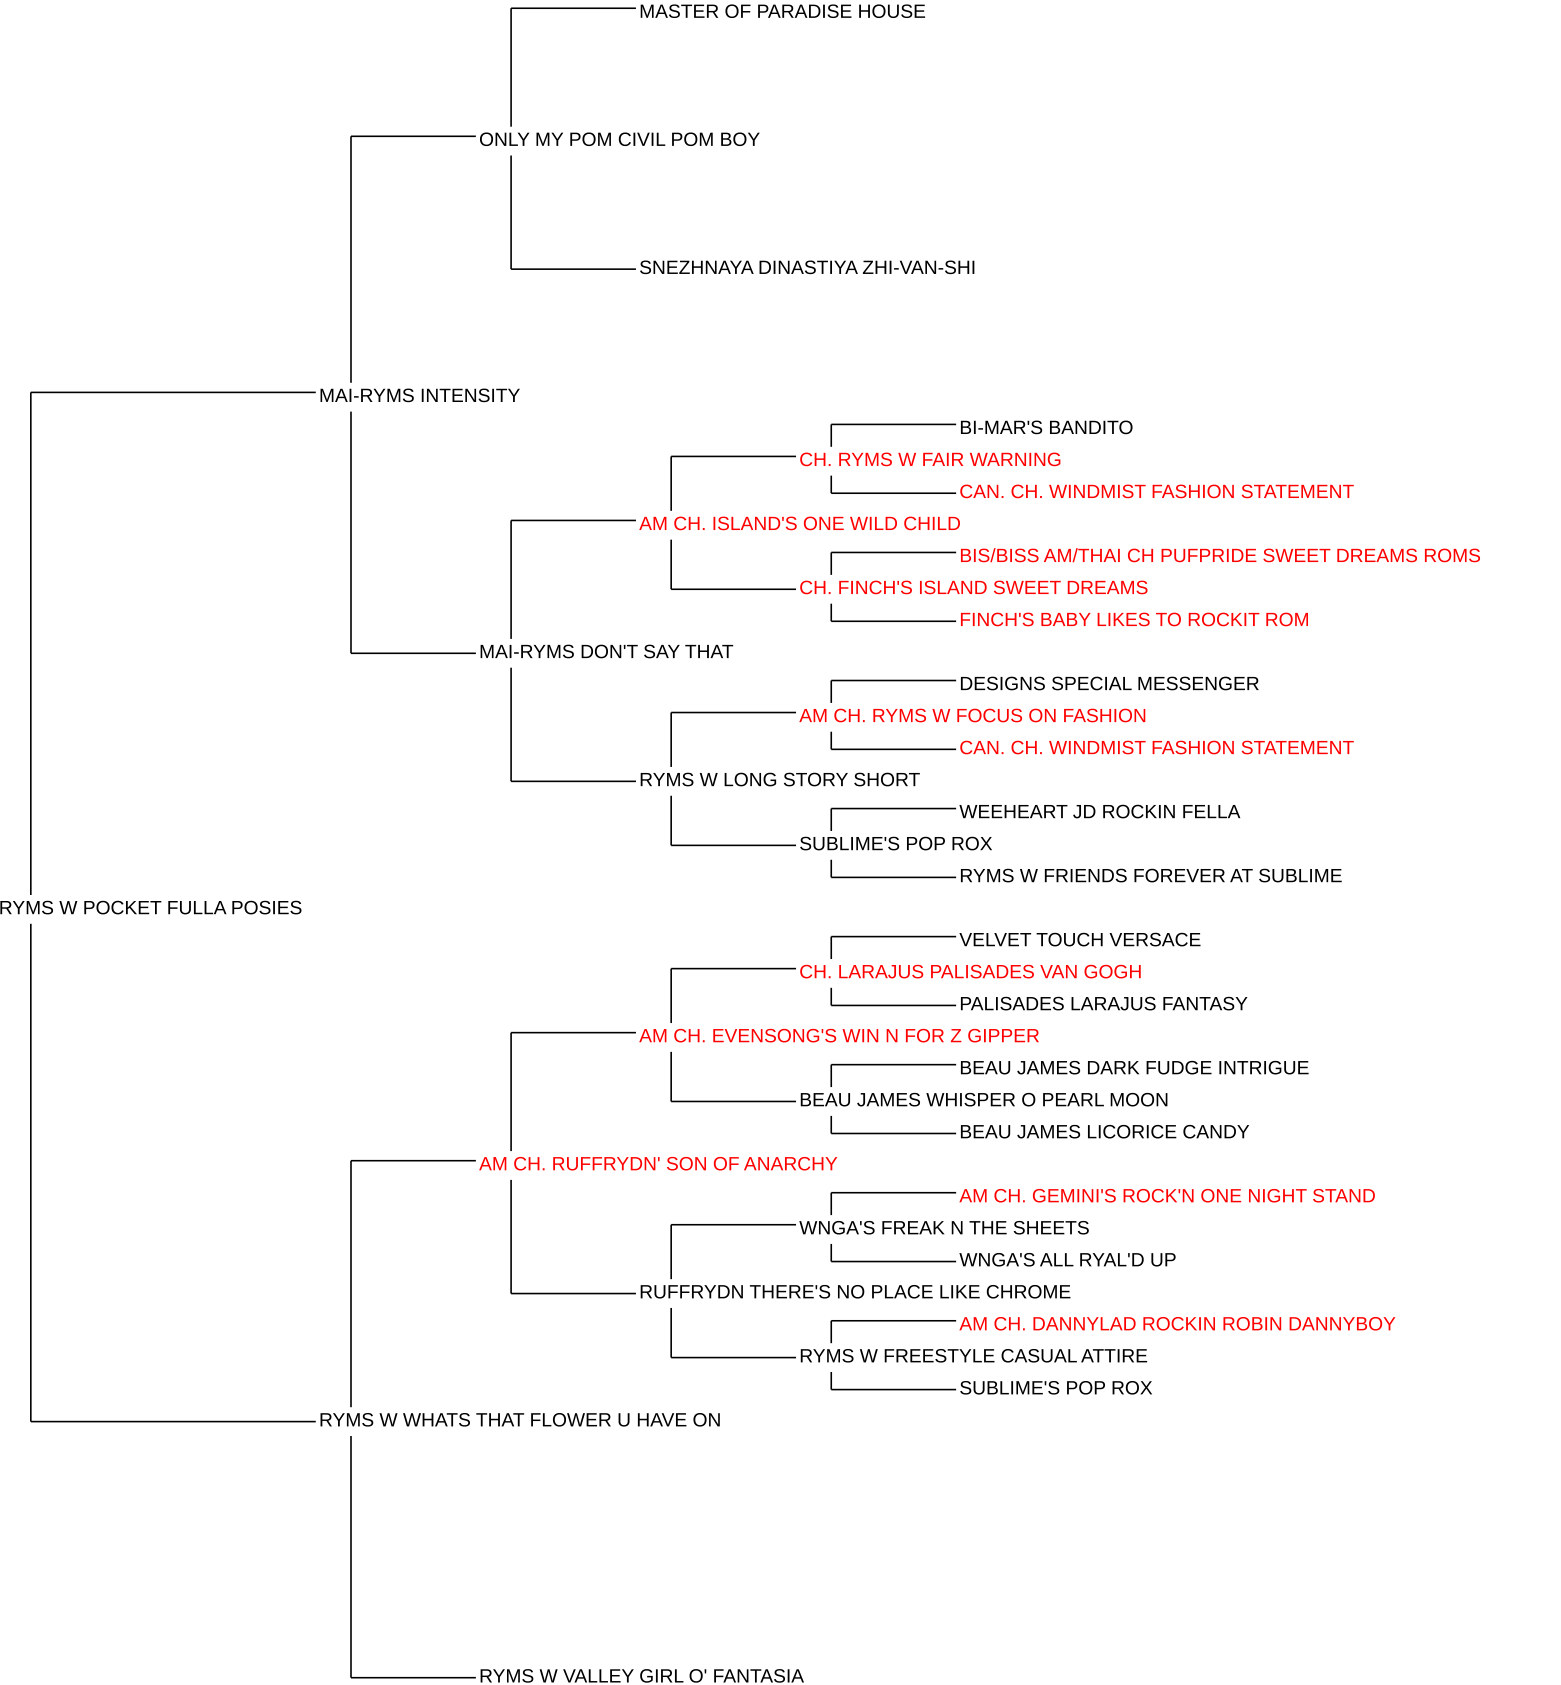 MASTER OF PARADISE HOUSE
ONLY MY POM CIVIL POM BOY
SNEZHNAYA DINASTIYA ZHI-VAN-SHI
MAI-RYMS INTENSITY
BI-MAR'S BANDITO
CH. RYMS W FAIR WARNING
CAN. CH. WINDMIST FASHION STATEMENT
AM CH. ISLAND'S ONE WILD CHILD
BIS/BISS AM/THAI CH PUFPRIDE SWEET DREAMS ROMS
CH. FINCH'S ISLAND SWEET DREAMS
FINCH'S BABY LIKES TO ROCKIT ROM
MAI-RYMS DON'T SAY THAT
DESIGNS SPECIAL MESSENGER
AM CH. RYMS W FOCUS ON FASHION
CAN. CH. WINDMIST FASHION STATEMENT
RYMS W LONG STORY SHORT
WEEHEART JD ROCKIN FELLA
SUBLIME'S POP ROX
RYMS W FRIENDS FOREVER AT SUBLIME
RYMS W POCKET FULLA POSIES
VELVET TOUCH VERSACE
CH. LARAJUS PALISADES VAN GOGH
PALISADES LARAJUS FANTASY
AM CH. EVENSONG'S WIN N FOR Z GIPPER
BEAU JAMES DARK FUDGE INTRIGUE
BEAU JAMES WHISPER O PEARL MOON
BEAU JAMES LICORICE CANDY
AM CH. RUFFRYDN' SON OF ANARCHY
AM CH. GEMINI'S ROCK'N ONE NIGHT STAND
WNGA'S FREAK N THE SHEETS
WNGA'S ALL RYAL'D UP
RUFFRYDN THERE'S NO PLACE LIKE CHROME
AM CH. DANNYLAD ROCKIN ROBIN DANNYBOY
RYMS W FREESTYLE CASUAL ATTIRE
SUBLIME'S POP ROX
RYMS W WHATS THAT FLOWER U HAVE ON
RYMS W VALLEY GIRL O' FANTASIA